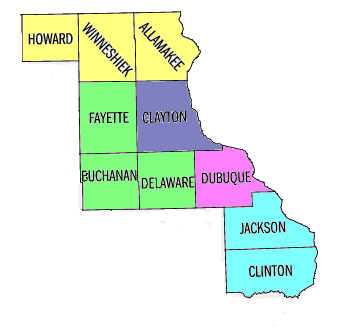 HOWARD
WINNESHIEK
ALLAMAKEE
FAYETTE
CLAYTON
BUCHANAN
DELAWARE
DUBUQUE
JACKSON
CLINTON